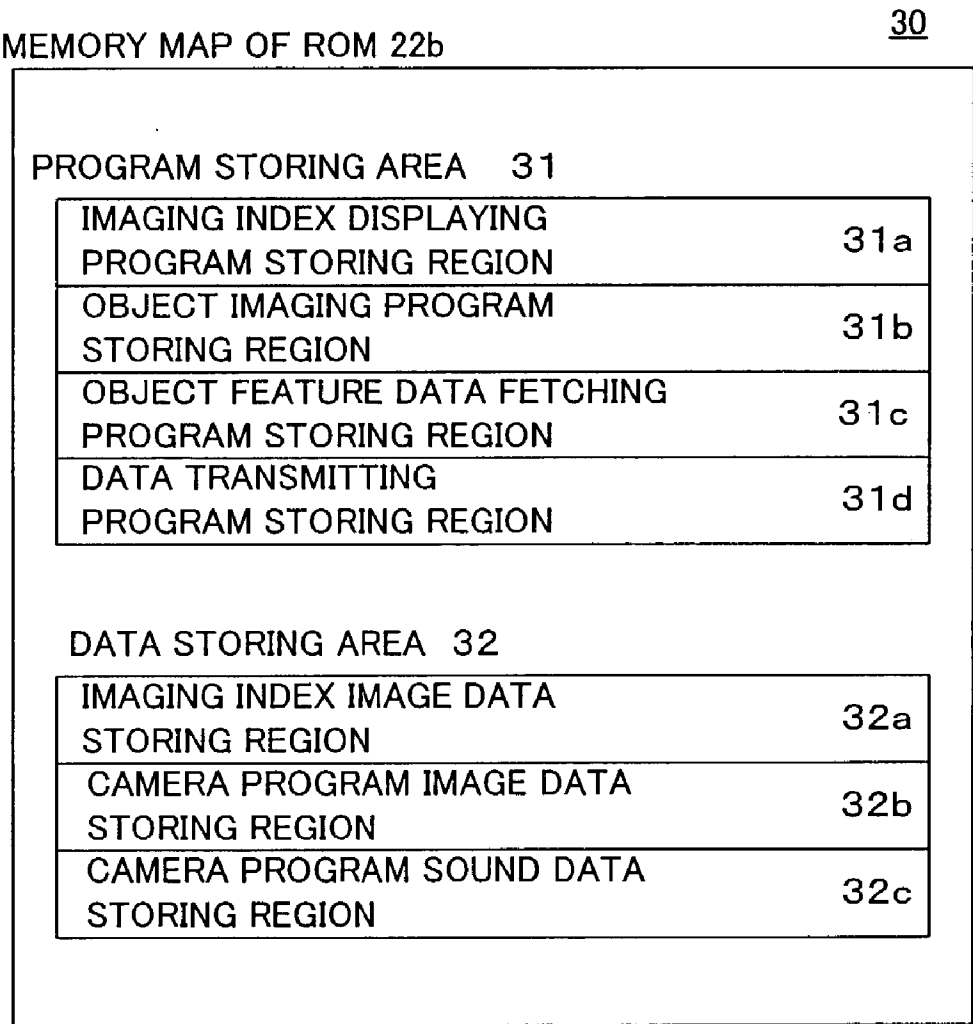 30
MEMORY MAP OF ROM 22b
PROGRAM STORING AREA 31
IMAGING INDEX DISPLAYING
PROGRAM STORING REGION
31a
OBJECT IMAGING PROGRAM
STORING REGION
31b
OBJECT FEATURE DATA FETCHING
PROGRAM STORING REGION
31c
DATA TRANSMITTING
PROGRAM STORING REGION
31d
DATA STORING AREA 32
IMAGING INDEX IMAGE DATA
STORING REGION
32a
CAMERA PROGRAM IMAGE DATA
STORING REGION
32b
CAMERA PROGRAM SOUND DATA
STORING REGION
32c